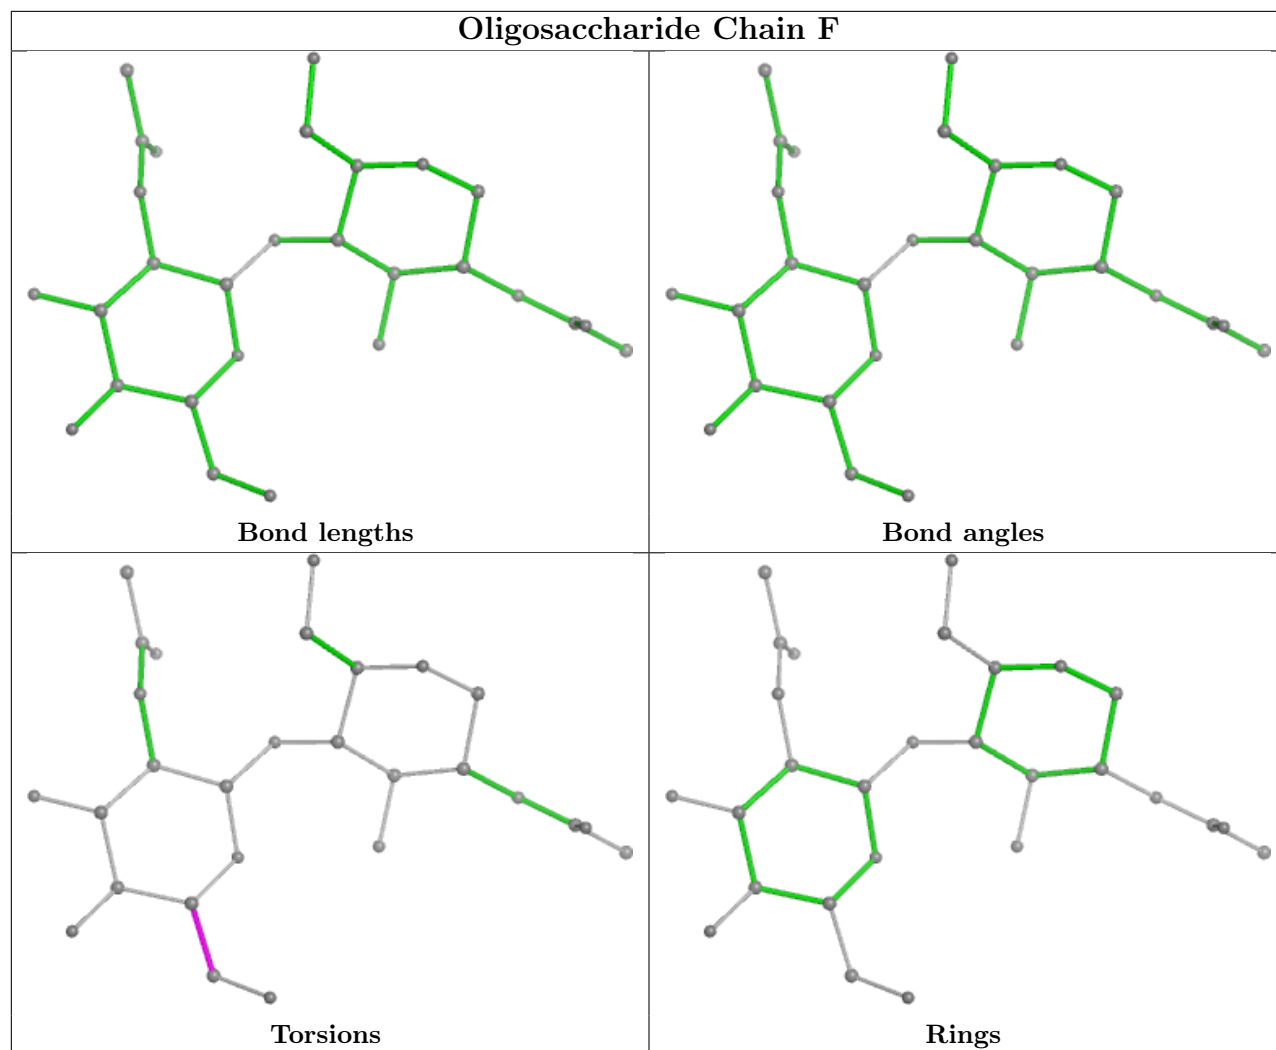 Oligosaccharide Chain F
Bond lengths
Bond angles
Torsions
Rings